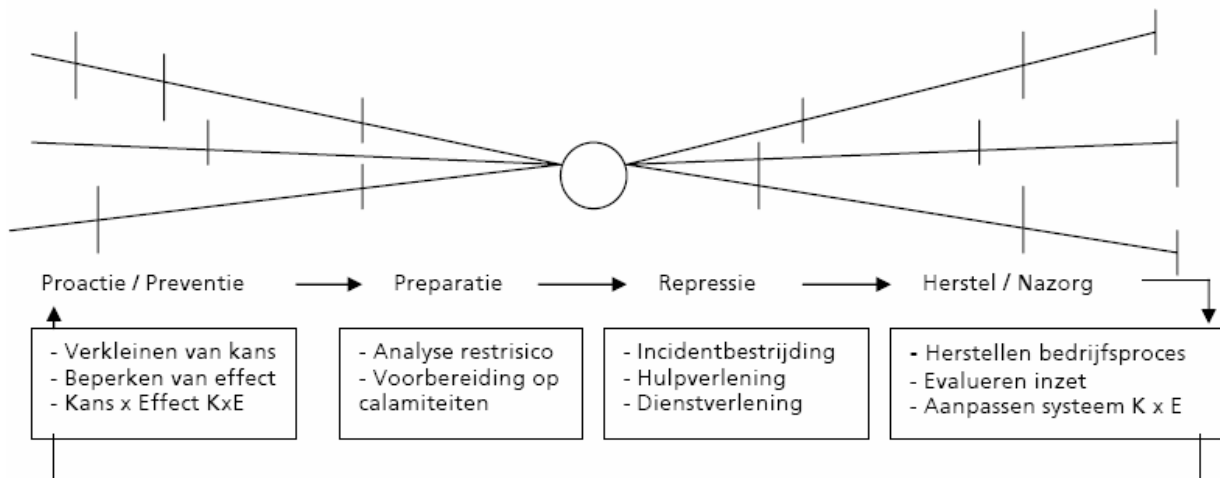 Proactie / Preventie
Preparatie
Repressie
Herstel / Nazorg
- Verkleinen van kans
- Beperken van effect
- Kans x Effect KxE
- Analyse restrisico
- Voorbereiding op
calamiteiten
- Incidentbestrijding
- Hulpverlening
- Dienstverlening
- Herstellen bedrijfsproces
- Evalueren inzet
- Aanpassen systeem K x E